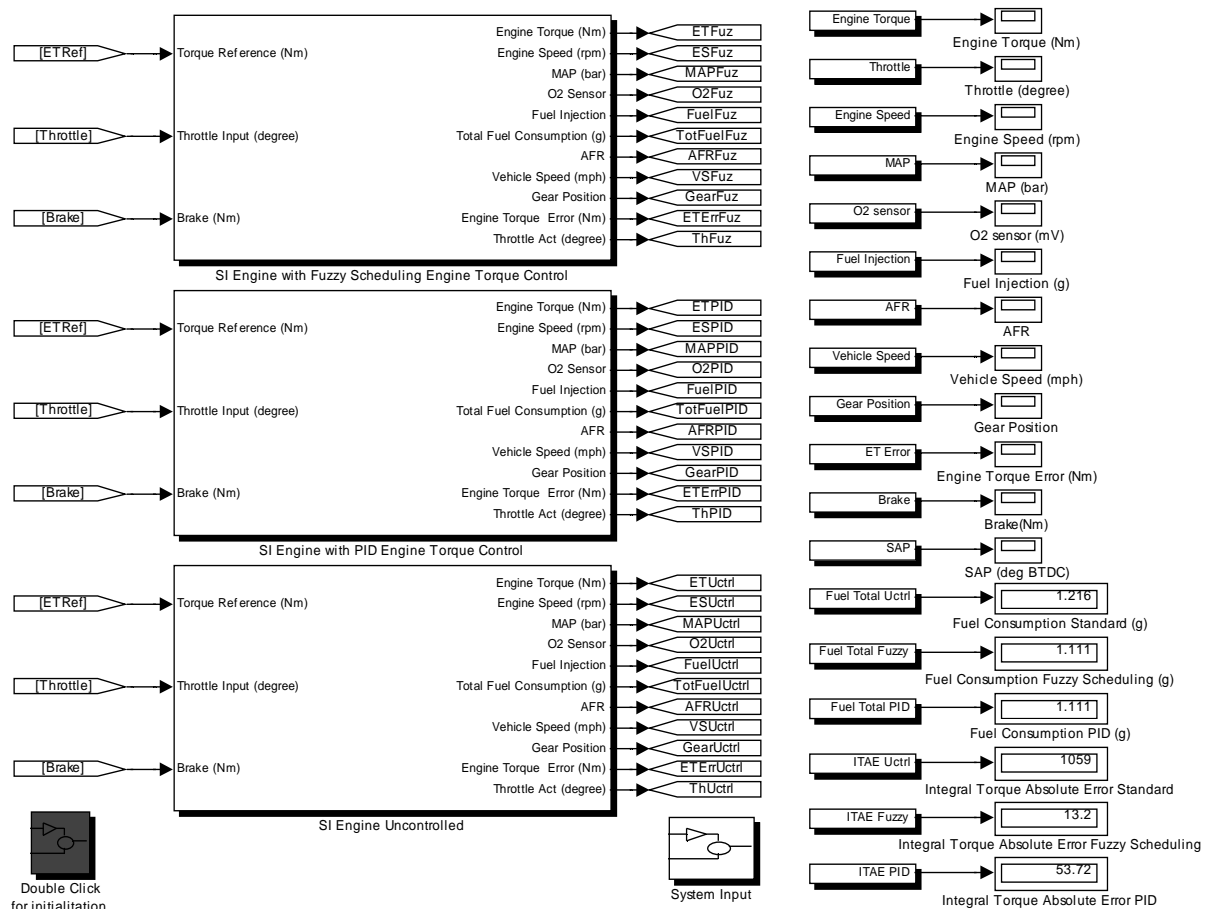 [ETRef]
[Throttle]
[Brake]
Torque Reference (Nm)
Throttle Input (degree)
Brake (Nm)
Engine Torque (Nm)
Engine Speed (rpm)
MAP (bar)
O2 Sensor
Fuel Injection
Total Fuel Consumption (g)
AFR
Vehicle Speed (mph)
Gear Position
Engine Torque Error (Nm)
Throttle Act (degree)
ETFuz
ESFuz
MAPFuz
O2Fuz
FuelFuz
TotFuelFuz
AFRFuz
VSFuz
GearFuz
ETErrFuz
ThFuz
SI Engine with Fuzzy Scheduling Engine Torque Control
[ETRef]
[Throttle]
[Brake]
Torque Reference (Nm)
Throttle Input (degree)
Brake (Nm)
Engine Torque (Nm)
Engine Speed (rpm)
MAP (bar)
O2 Sensor
Fuel Injection
Total Fuel Consumption (g)
AFR
Vehicle Speed (mph)
Gear Position
Engine Torque Error (Nm)
Throttle Act (degree)
ETPID
ESPID
MAPPID
O2PID
FuelPID
TotFuelPID
AFRPID
VSPID
GearPID
ETErrPID
ThPID
SI Engine with PID Engine Torque Control
[ETRef]
[Throttle]
[Brake]
Torque Reference (Nm)
Throttle Input (degree)
Brake (Nm)
Engine Torque (Nm)
Engine Speed (rpm)
MAP (bar)
O2 Sensor
Fuel Injection
Total Fuel Consumption (g)
AFR
Vehicle Speed (mph)
Gear Position
Engine Torque Error (Nm)
Throttle Act (degree)
ETUctrl
ESUctrl
MAPUctrl
O2Uctrl
FuelUctrl
TotFuelUctrl
AFRUctrl
VSUctrl
GearUctrl
ETErrUctrl
ThUctrl
SI Engine Uncontrolled
Double Click
for initialitation
System Input
Engine Torque
Engine Torque (Nm)
Throttle
Throttle (degree)
Engine Speed
Engine Speed (rpm)
MAP
MAP (bar)
O2 sensor
O2 sensor (mV)
Fuel Injection
Fuel Injection (g)
AFR
AFR
Vehicle Speed
Vehicle Speed (mph)
Gear Position
Gear Position
ET Error
Engine Torque Error (Nm)
Brake
Brake(Nm)
SAP
SAP (deg BTDC)
Fuel Total Uctrl
1.216
Fuel Consumption Standard (g)
Fuel Total Fuzzy
1.111
Fuel Consumption Fuzzy Scheduling (g)
Fuel Total PID
1.111
Fuel Consumption PID (g)
ITAE Uctrl
1059
Integral Torque Absolute Error Standard
ITAE Fuzzy
13.2
Integral Torque Absolute Error Fuzzy Scheduling
ITAE PID
53.72
Integral Torque Absolute Error PID